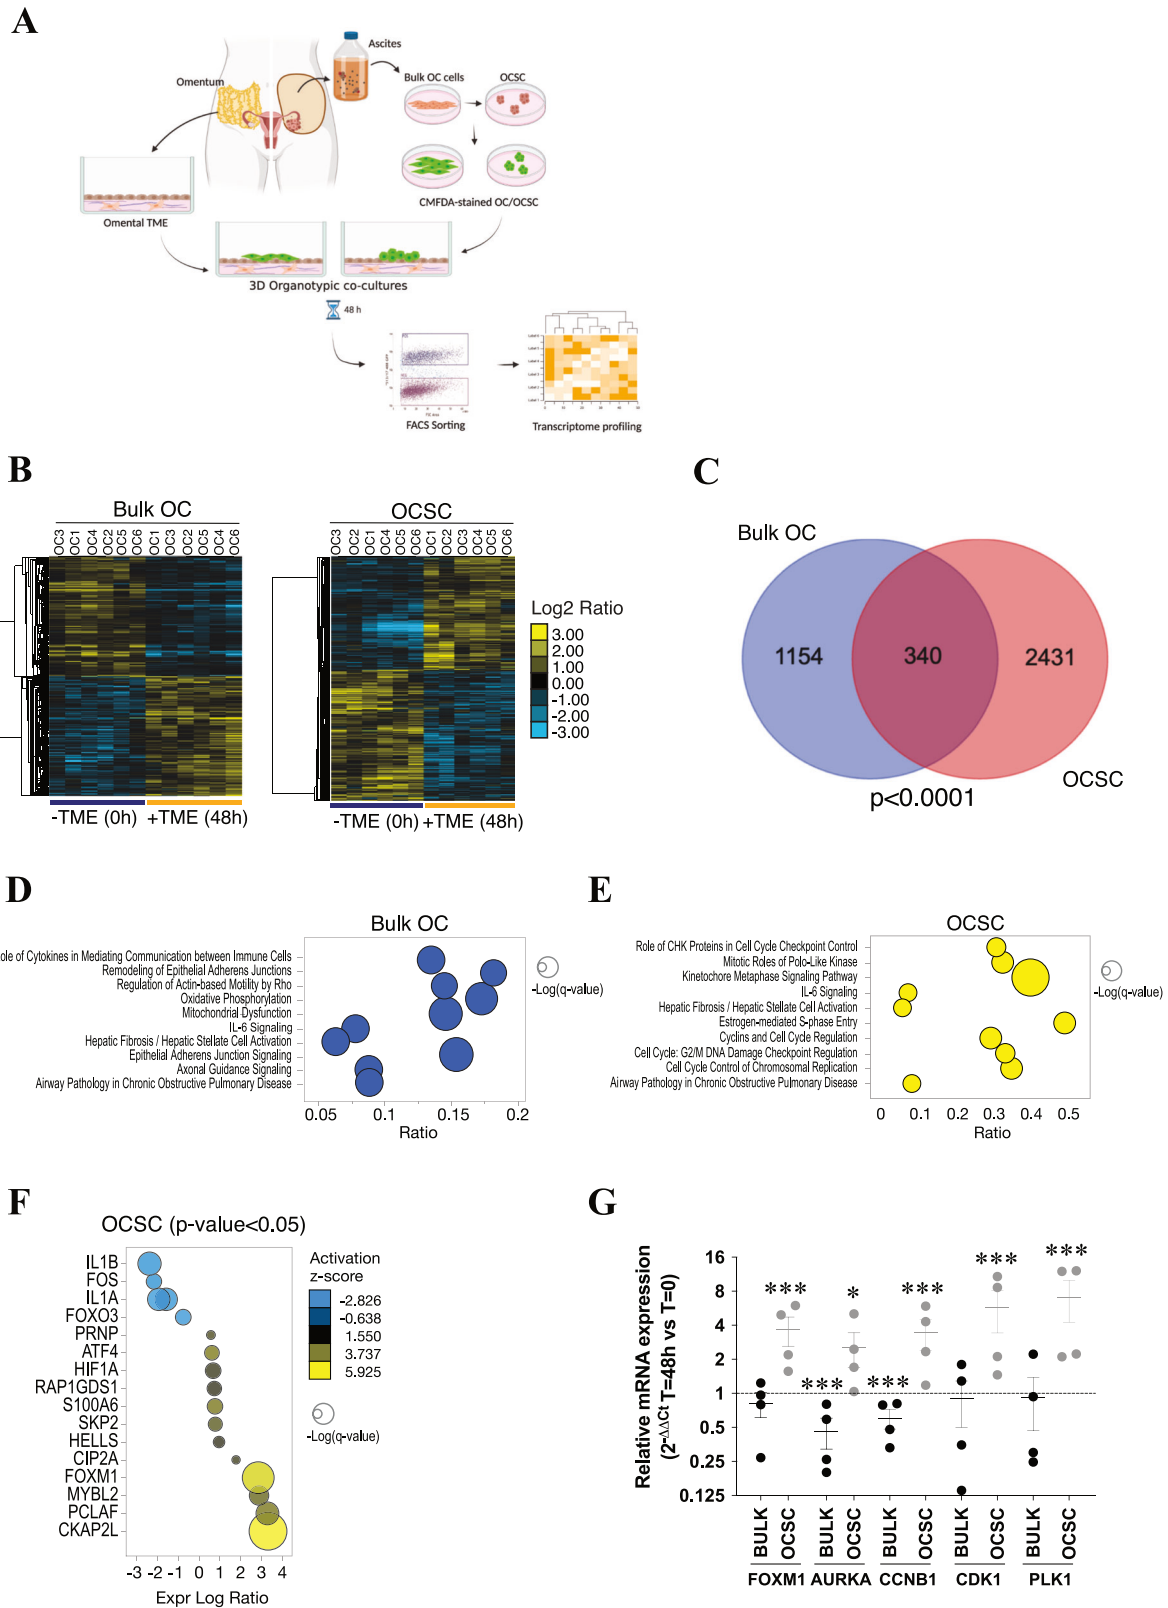 A
Ascites
Omentum
Bulk OC cells
OCSC
CMFDA-stained OC/OCSC
Omental TME
3D Organotypic co-cultures
48 h
FACS Sorting
Transcriptome profiling
B
Bulk OC
OC3 OC1 OC4 OC2 OC5 OC6 OC1 OC3 OC2 OC5 OC4 OC6
-TME (0h) +TME (48h)
OCSC
OC3 OC2 OC1 OC4 OC5 OC6 OC1 OC2 OC3 OC4 OC5 OC6
-TME (0h) +TME (48h)
Log2 Ratio
3.00
2.00
1.00
0.00
-1.00
-2.00
-3.00
C
Bulk OC
1154
340
2431
OCSC
p<0.0001
D
Bulk OC
ole of Cytokines in Mediating Communication between Immune Cells
Remodeling of Epithelial Adherens Junctions
Regulation of Actin-based Motility by Rho
Oxidative Phosphorylation
Mitochondrial Dysfunction
IL-6 Signaling
Hepatic Fibrosis / Hepatic Stellate Cell Activation
Epithelial Adherens Junction Signaling
Axonal Guidance Signaling
Airway Pathology in Chronic Obstructive Pulmonary Disease
0.05 0.1 0.15 0.2
Ratio
-Log(q-value)
E
OCSC
Role of CHK Proteins in Cell Cycle Checkpoint Control
Mitotic Roles of Polo-Like Kinase
Kinetochore Metaphase Signaling Pathway
IL-6 Signaling
Hepatic Fibrosis / Hepatic Stellate Cell Activation
Estrogen-mediated S-phase Entry
Cyclins and Cell Cycle Regulation
Cell Cycle: G2/M DNA Damage Checkpoint Regulation
Cell Cycle Control of Chromosomal Replication
Airway Pathology in Chronic Obstructive Pulmonary Disease
0 0.1 0.2 0.3 0.4 0.5
Ratio
-Log(q-value)
F
OCSC (p-value<0.05)
IL1B
FOS
IL1A
FOXO3
PRNP
ATF4
HIF1A
RAP1GDS1
S100A6
SKP2
HELLS
CIP2A
FOXM1
MYBL2
PCLAF
CKAP2L
-3 -2 -1 0 1 2 3 4
Expr Log Ratio
Activation
z-score
-2.826
-0.638
1.550
3.737
5.925
-Log(q-value)
G
Relative mRNA expression
(2-ΔΔCt T=48h vs T=0)
16
8
4
2
1
0.5
0.25
0.125
*** *** * *** *** *** ***
BULK OCSC BULK OCSC BULK OCSC BULK OCSC BULK OCSC
FOXM1 AURKA CCNB1 CDK1 PLK1